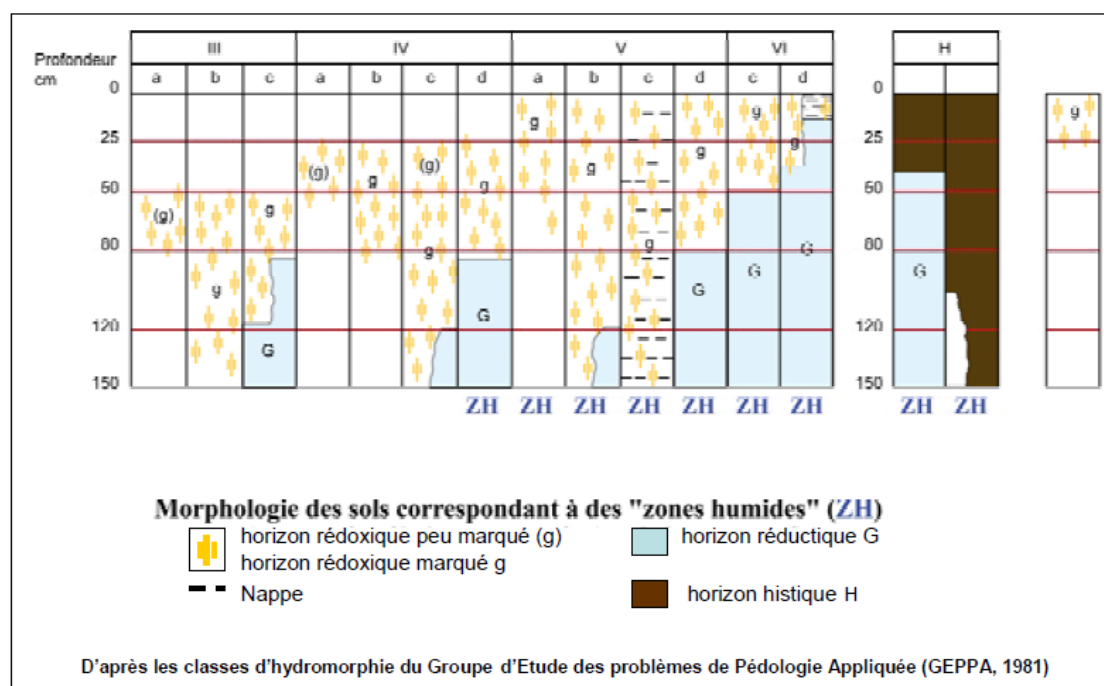 III IV V VI H
Profondeur
cm
a b c a b c d a b c d c d
0 0
g g g
25 25
(g) g (g) g g g g
50 50
(g) g g g
80 80
g G G G G G
120 120
G
150 150
ZH ZH ZH ZH ZH ZH ZH
Morphologie des sols correspondant à des "zones humides" (ZH)
horizon rédoxique peu marqué (g) horizon réductique G
horizon rédoxique marqué g
Nappe horizon histique H
D'après les classes d'hydromorphie du Groupe d'Etude des problèmes de Pédologie Appliquée (GEPPA, 1981)